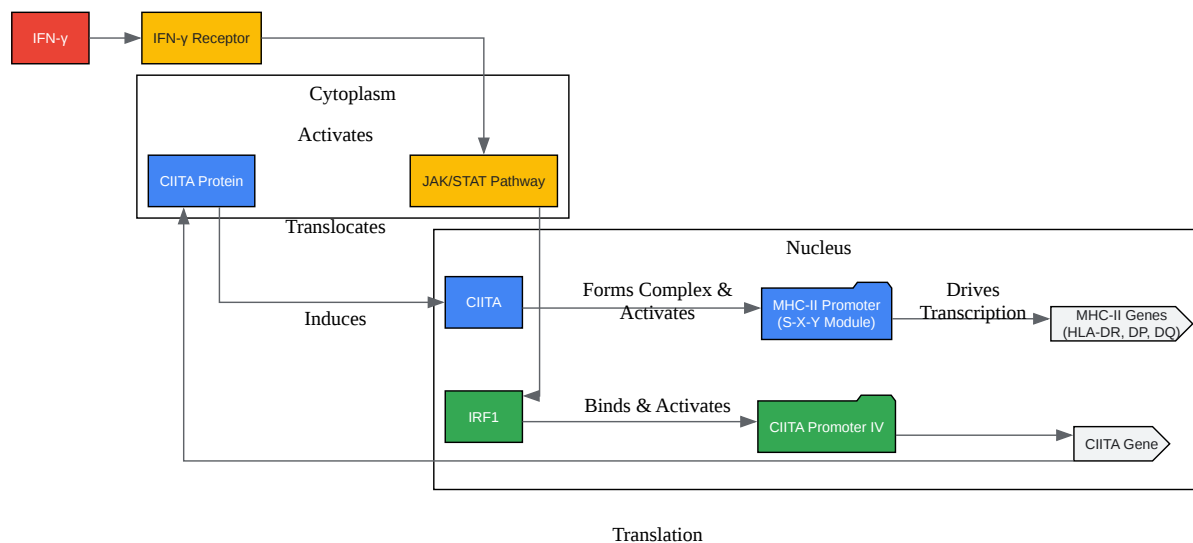 IFN-γ
IFN-γ Receptor
Cytoplasm
Activates
CIITA Protein
JAK/STAT Pathway
Translocates
Nucleus
CIITA
Forms Complex &
Activates
MHC-II Promoter
(S-X-Y Module)
Drives
Transcription
MHC-II Genes
(HLA-DR, DP, DQ)
Induces
IRF1
Binds & Activates
CIITA Promoter IV
CIITA Gene
Translation